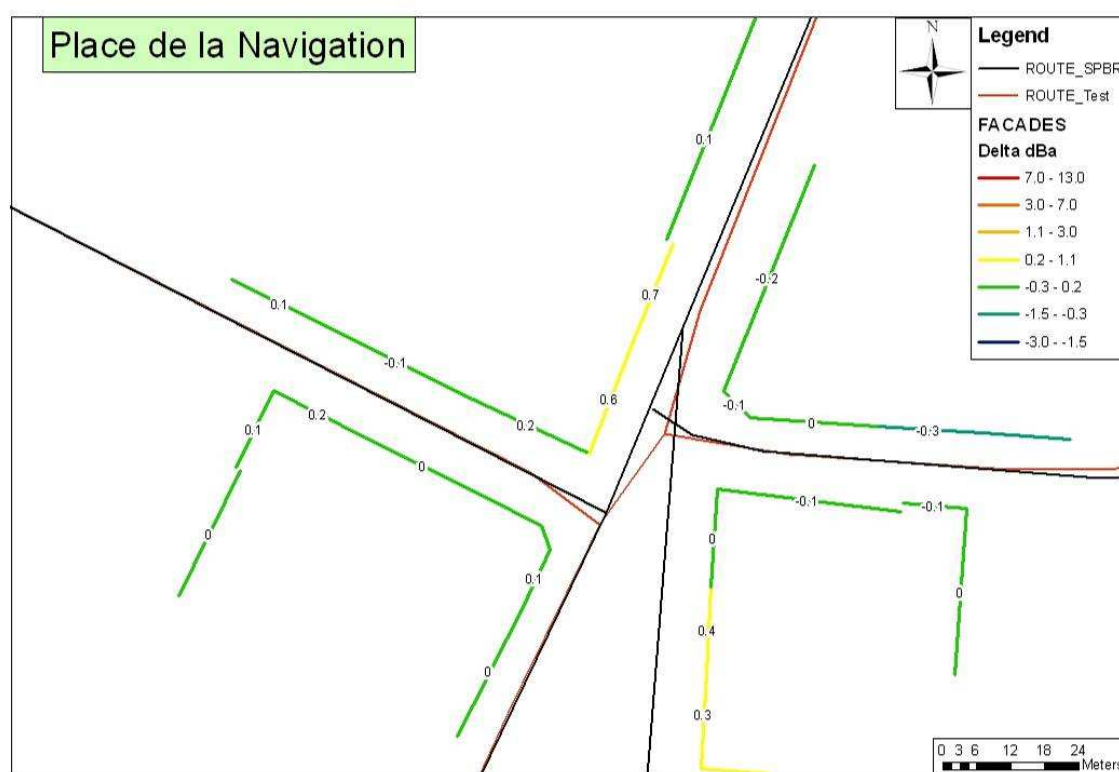 Place de la Navigation
N
Legend
ROUTE_SPBR
ROUTE_Test
FACADES
Delta dBa
7.0 - 13.0
3.0 - 7.0
1.1 - 3.0
0.2 - 1.1
-0.3 - 0.2
-1.5 - -0.3
-3.0 - -1.5
0.1
-0.2
0.7
0.1
-0.1
0.6
0.2
-0.1
0
-0.3
0.2
0.1
0
0
-0.1
-0.1
0
0.1
0
0.4
0
0.3
0 3 6 12 18 24
Meters